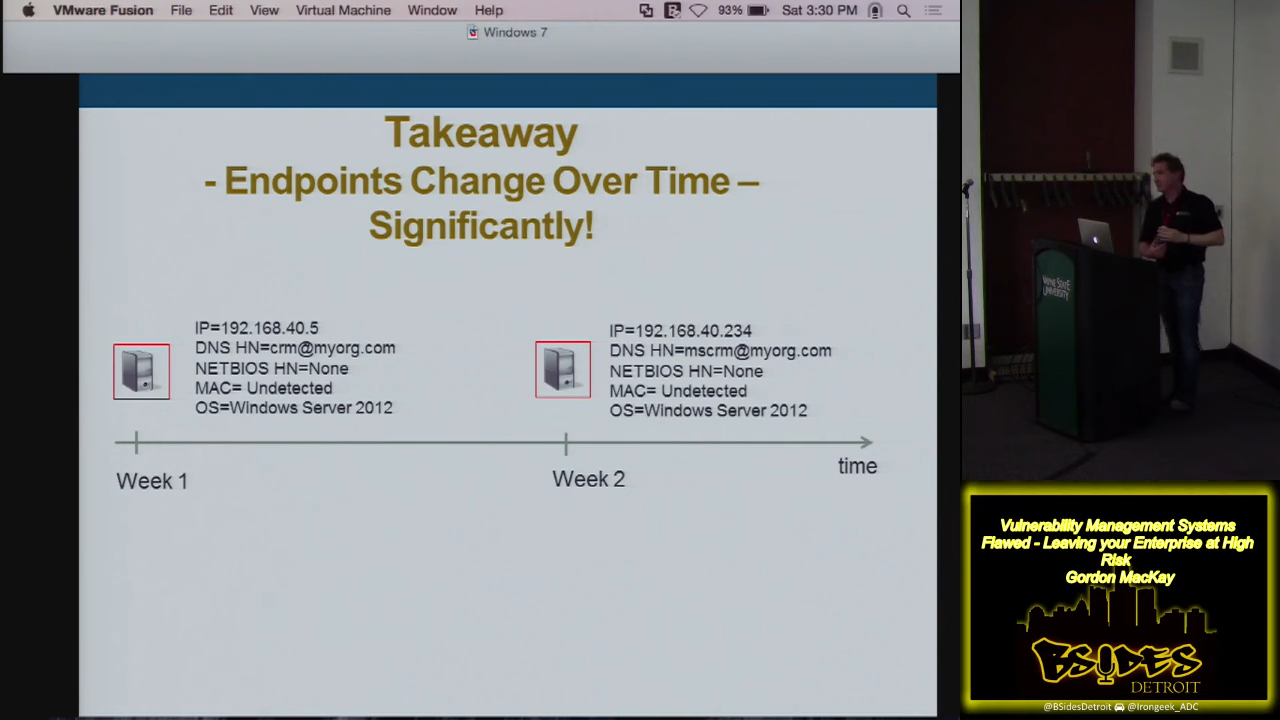 VMware Fusion File Edit View Virtual Machine Window Help 93% Sat 3:30 PM
Windows 7
Takeaway
- Endpoints Change Over Time –
Significantly!
IP=192.168.40.5
DNS HN=crm@myorg.com
NETBIOS HN=None
MAC= Undetected
OS=Windows Server 2012
IP=192.168.40.234
DNS HN=mscrm@myorg.com
NETBIOS HN=None
MAC= Undetected
OS=Windows Server 2012
Week 1
Week 2
time
WAYNE STATE
UNIVERSITY
Vulnerability Management Systems
Flawed - Leaving your Enterprise at High
Risk
Gordon MacKay
BSIDES
DETROIT
@BSidesDetroit @Irongeek_ADC